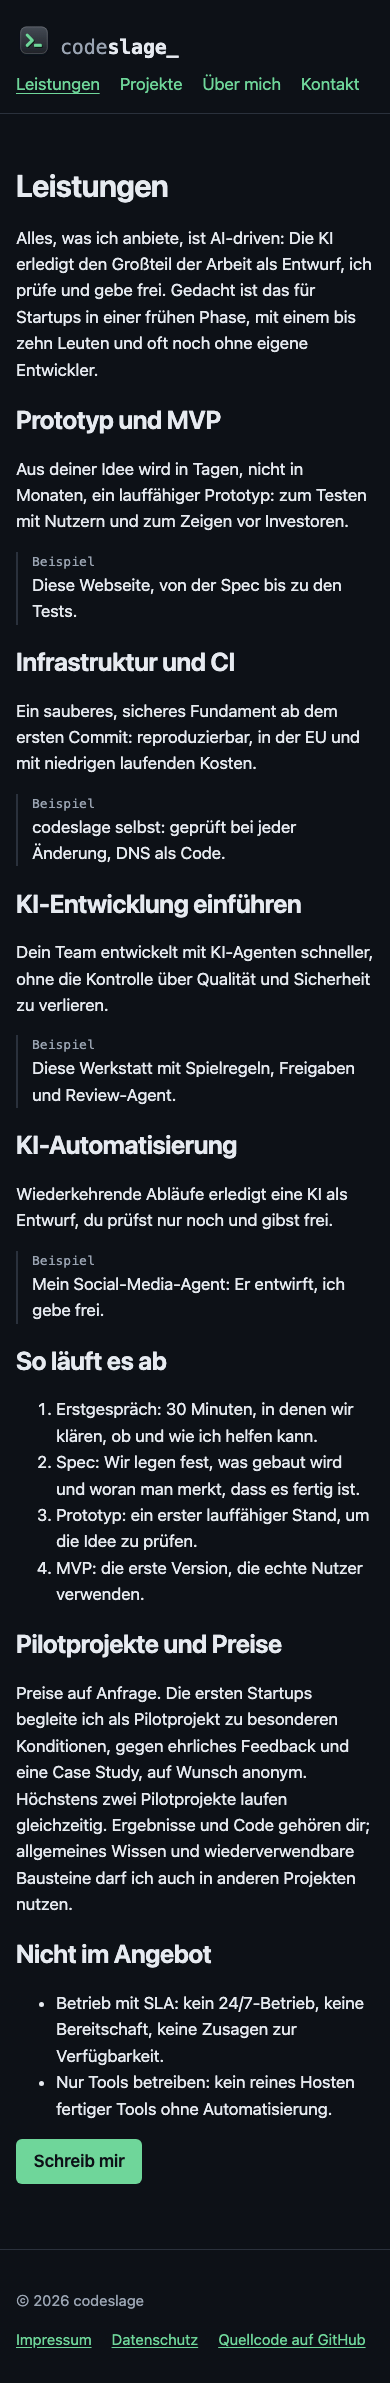 codeslage_
Leistungen Projekte Über mich Kontakt
Leistungen
Alles, was ich anbiete, ist AI-driven: Die KI
erledigt den Großteil der Arbeit als Entwurf, ich
prüfe und gebe frei. Gedacht ist das für
Startups in einer frühen Phase, mit einem bis
zehn Leuten und oft noch ohne eigene
Entwickler.
Prototyp und MVP
Aus deiner Idee wird in Tagen, nicht in
Monaten, ein lauffähiger Prototyp: zum Testen
mit Nutzern und zum Zeigen vor Investoren.
Beispiel
Diese Webseite, von der Spec bis zu den
Tests.
Infrastruktur und CI
Ein sauberes, sicheres Fundament ab dem
ersten Commit: reproduzierbar, in der EU und
mit niedrigen laufenden Kosten.
Beispiel
codeslage selbst: geprüft bei jeder
Änderung, DNS als Code.
KI-Entwicklung einführen
Dein Team entwickelt mit KI-Agenten schneller,
ohne die Kontrolle über Qualität und Sicherheit
zu verlieren.
Beispiel
Diese Werkstatt mit Spielregeln, Freigaben
und Review-Agent.
KI-Automatisierung
Wiederkehrende Abläufe erledigt eine KI als
Entwurf, du prüfst nur noch und gibst frei.
Beispiel
Mein Social-Media-Agent: Er entwirft, ich
gebe frei.
So läuft es ab
1. Erstgespräch: 30 Minuten, in denen wir
klären, ob und wie ich helfen kann.
2. Spec: Wir legen fest, was gebaut wird
und woran man merkt, dass es fertig ist.
3. Prototyp: ein erster lauffähiger Stand, um
die Idee zu prüfen.
4. MVP: die erste Version, die echte Nutzer
verwenden.
Pilotprojekte und Preise
Preise auf Anfrage. Die ersten Startups
begleite ich als Pilotprojekt zu besonderen
Konditionen, gegen ehrliches Feedback und
eine Case Study, auf Wunsch anonym.
Höchstens zwei Pilotprojekte laufen
gleichzeitig. Ergebnisse und Code gehören dir;
allgemeines Wissen und wiederverwendbare
Bausteine darf ich auch in anderen Projekten
nutzen.
Nicht im Angebot
• Betrieb mit SLA: kein 24/7-Betrieb, keine
Bereitschaft, keine Zusagen zur
Verfügbarkeit.
• Nur Tools betreiben: kein reines Hosten
fertiger Tools ohne Automatisierung.
Schreib mir
© 2026 codeslage
Impressum Datenschutz Quellcode auf GitHub